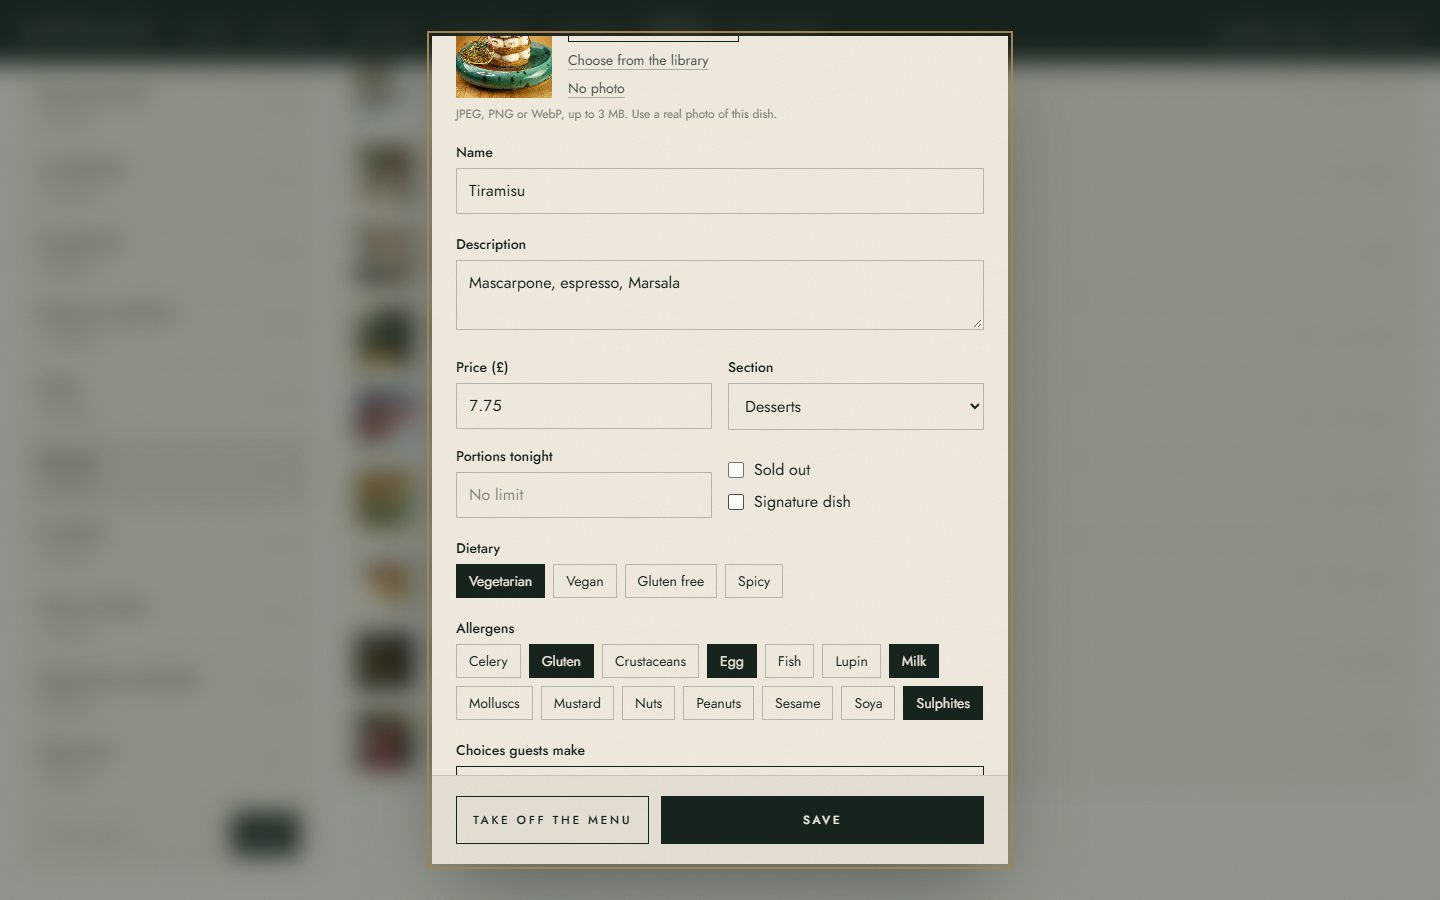 Choose from the library
No photo
JPEG, PNG or WebP, up to 3 MB. Use a real photo of this dish.
Name
Tiramisu
Description
Mascarpone, espresso, Marsala
Price (£)
Section
7.75
Desserts
Portions tonight
Sold out
No limit
Signature dish
Dietary
Vegetarian Vegan Gluten free Spicy
Allergens
Celery Gluten Crustaceans Egg Fish Lupin Milk
Molluscs Mustard Nuts Peanuts Sesame Soya Sulphites
Choices guests make
TAKE OFF THE MENU SAVE